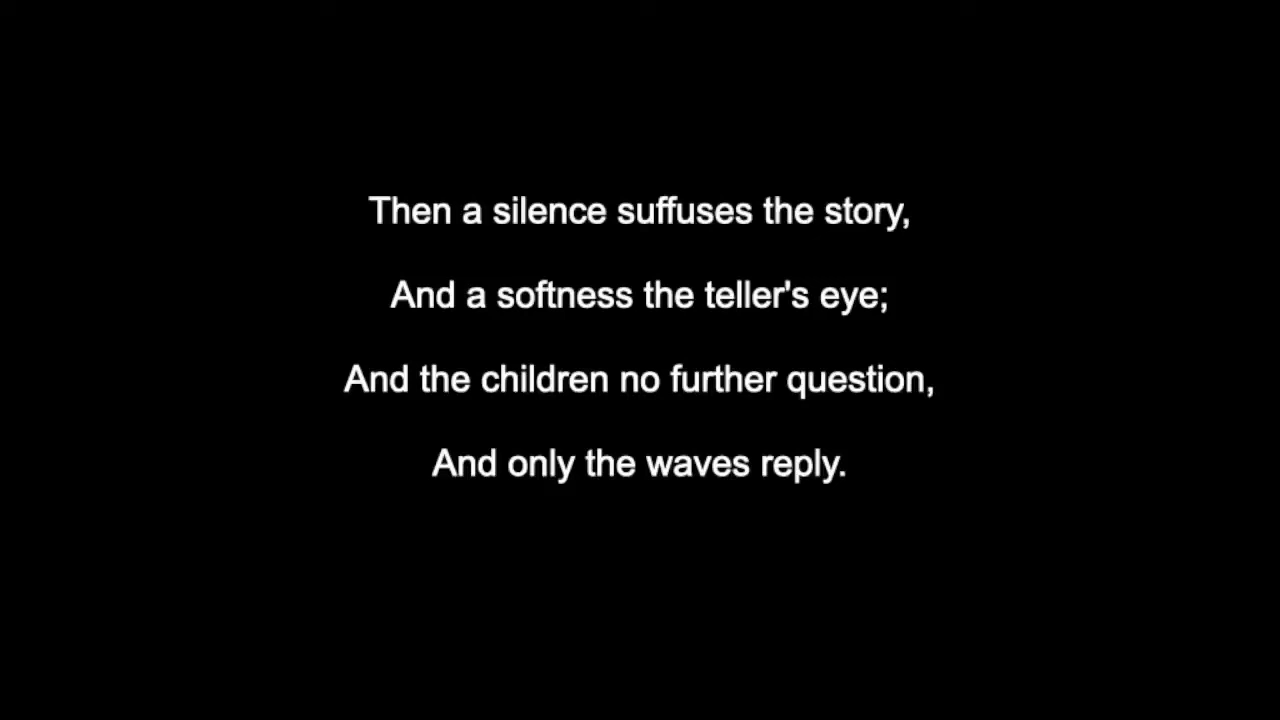 Then a silence suffuses the story,
And a softness the teller's eye;
And the children no further question,
And only the waves reply.